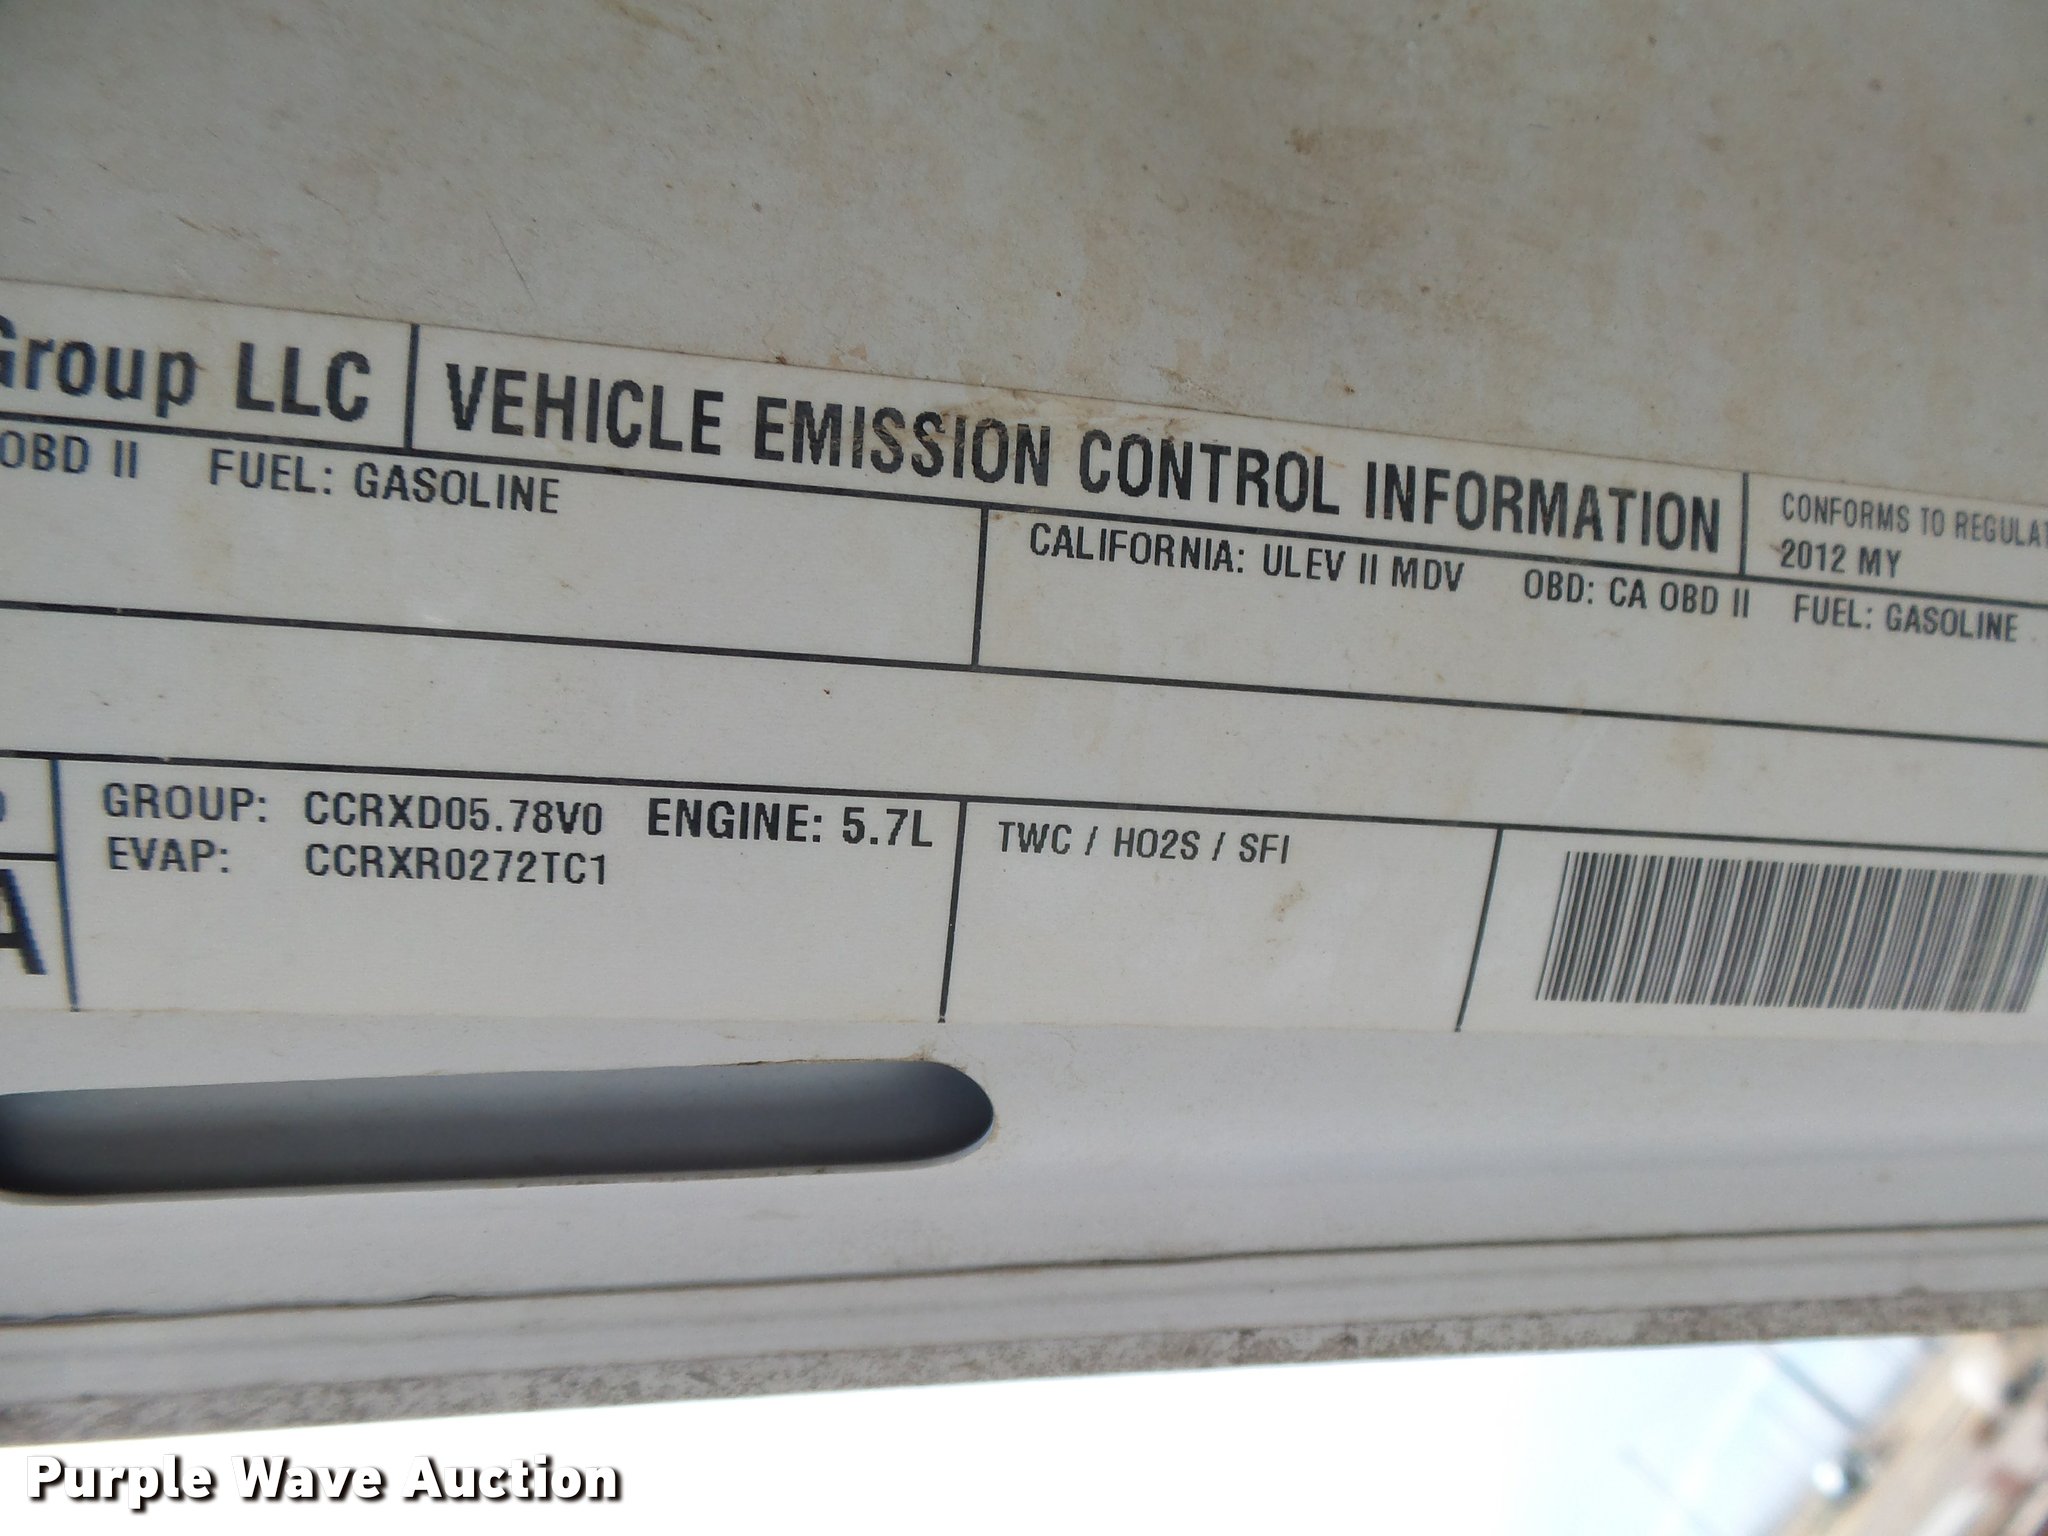 Group LLC VEHICLE EMISSION CONTROL INFORMATION CONFORMS TO REGULAT
2012 MY
OBD II FUEL: GASOLINE
CALIFORNIA: ULEV II MDV OBD: CA OBD II FUEL: GASOLINE
GROUP: CCRXD05.78V0 ENGINE: 5.7L
EVAP: CCRXR0272TC1
TWC / HO2S / SFI
A
Purple Wave Auction